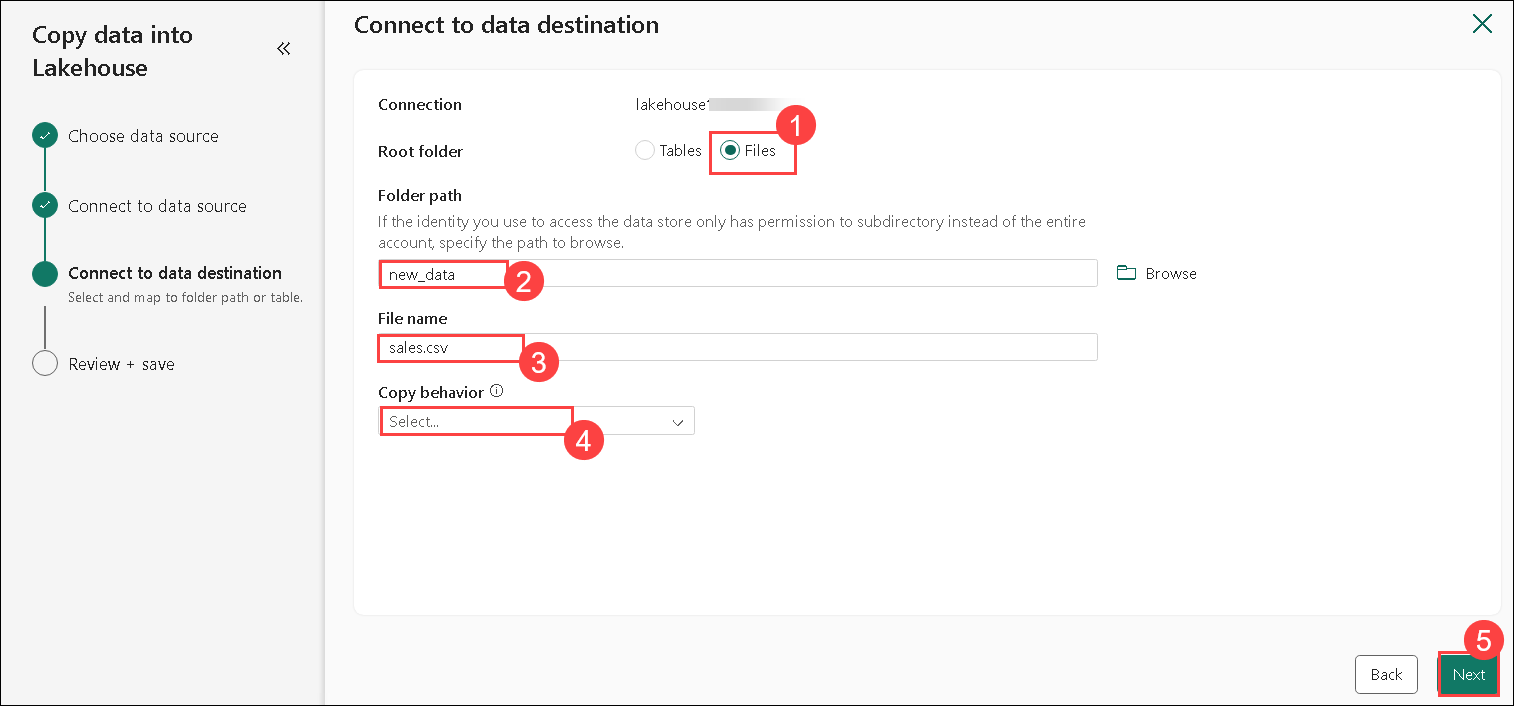 Copy data into
Lakehouse
Choose data source
Connect to data source
Connect to data destination
Select and map to folder path or table.
Review + save
Connect to data destination
Connection lakehouse
1
Root folder Tables Files
Folder path
If the identity you use to access the data store only has permission to subdirectory instead of the entire
account, specify the path to browse.
new_data 2 Browse
File name
sales.csv 3
Copy behavior
Select... 4
5
Back Next